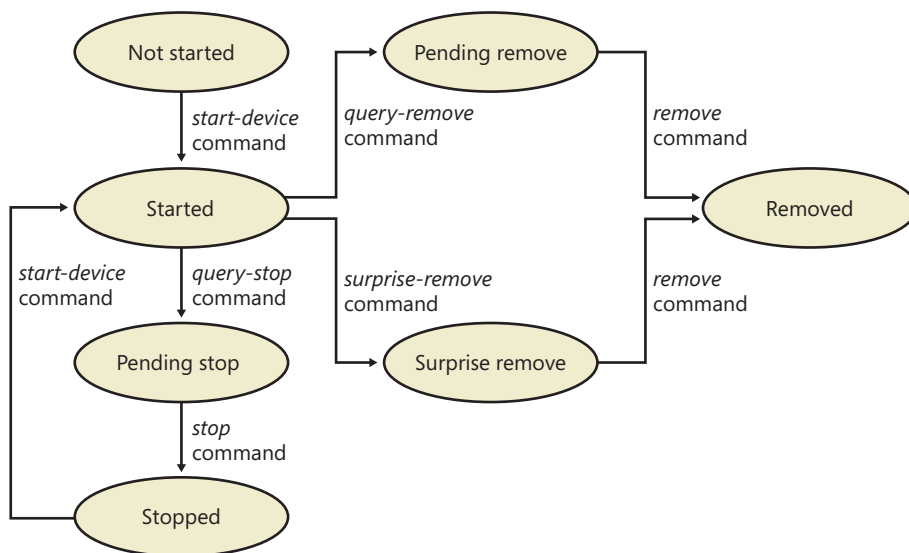 Not started
Pending remove
start-device
command
query-remove
command
remove
command
Started
Removed
start-device
command
query-stop
command
surprise-remove
command
remove
command
Pending stop
Surprise remove
stop
command
Stopped